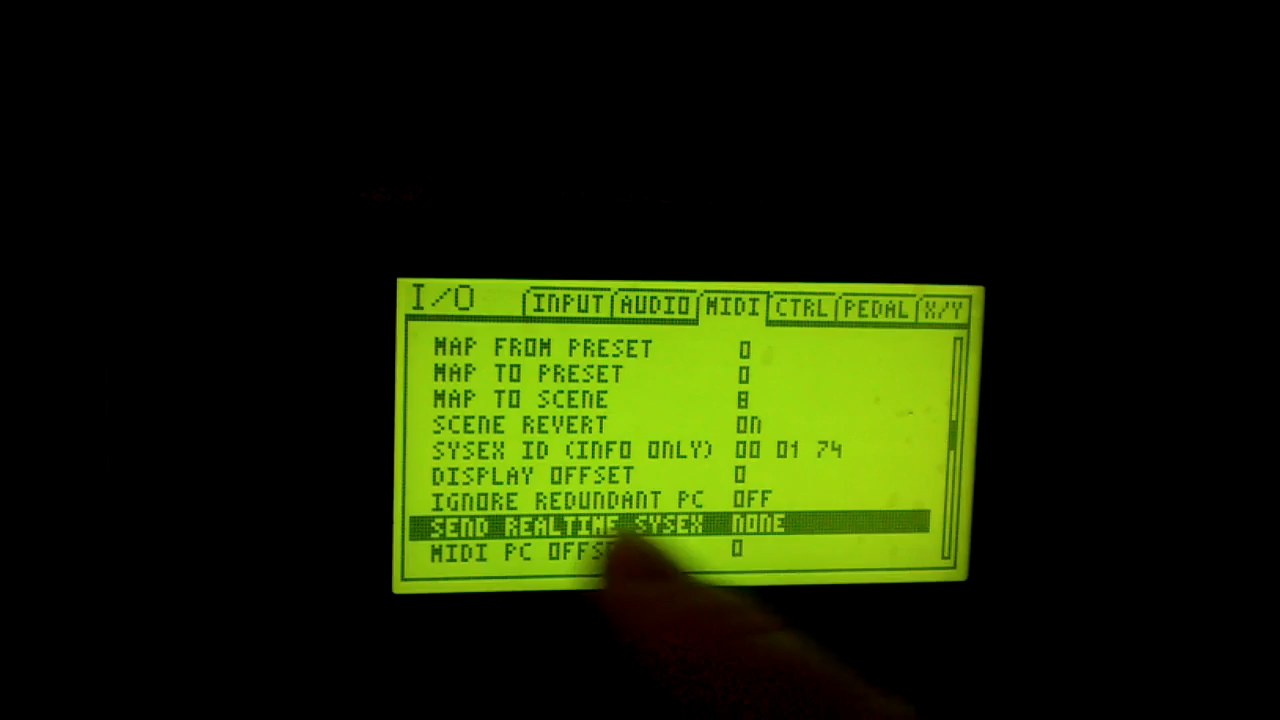 I/O INPUT AUDIO MIDI CTRL PEDAL X/Y
MAP FROM PRESET 0
MAP TO PRESET 0
MAP TO SCENE 8
SCENE REVERT ON
SYSEX ID (INFO ONLY) 00 01 74
DISPLAY OFFSET 0
IGNORE REDUNDANT PC OFF
SEND REALTIME SYSEX NONE
MIDI PC 0